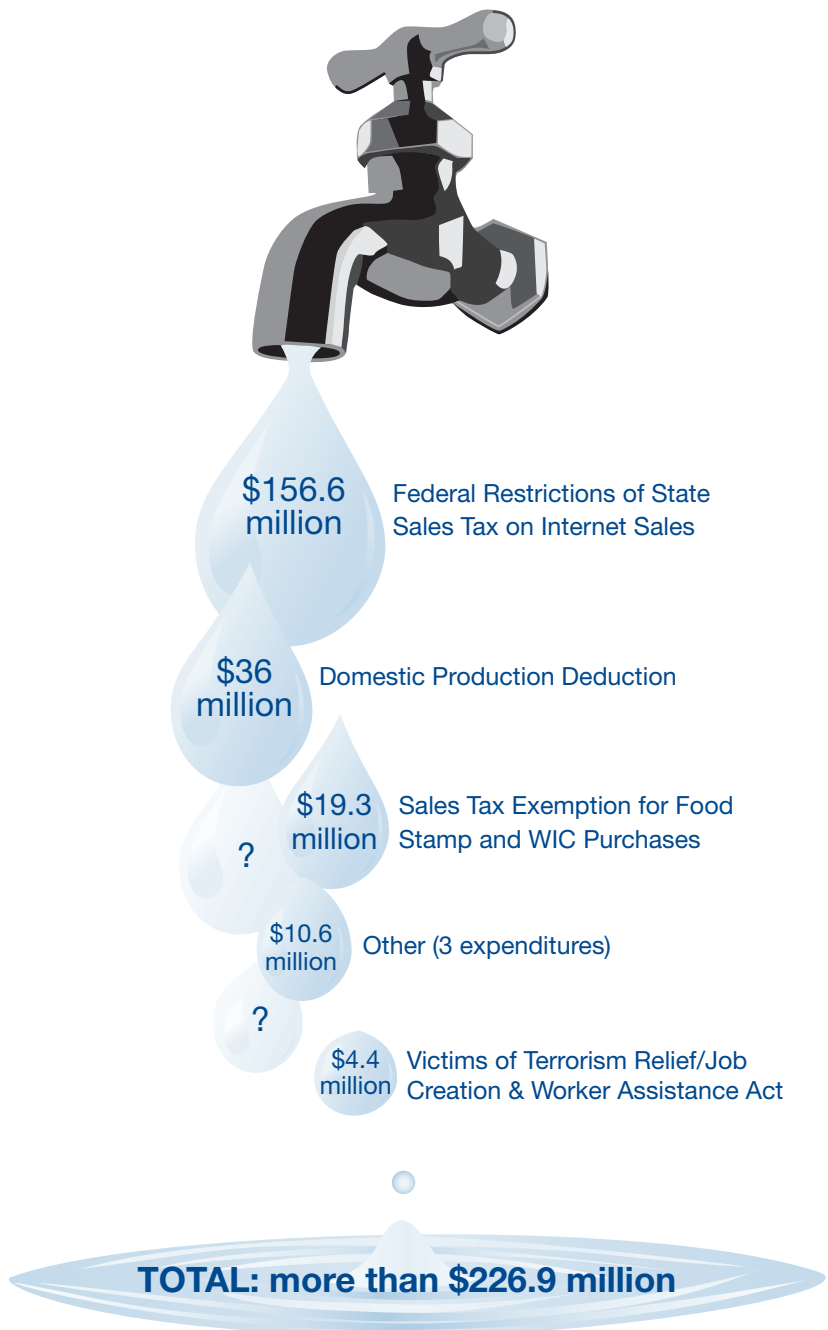 $156.6
million
Federal Restrictions of State
Sales Tax on Internet Sales
$36
million
Domestic Production Deduction
$19.3
million
Sales Tax Exemption for Food
Stamp and WIC Purchases
?
$10.6
million
Other (3 expenditures)
?
$4.4
million
Victims of Terrorism Relief/Job
Creation & Worker Assistance Act
TOTAL: more than $226.9 million